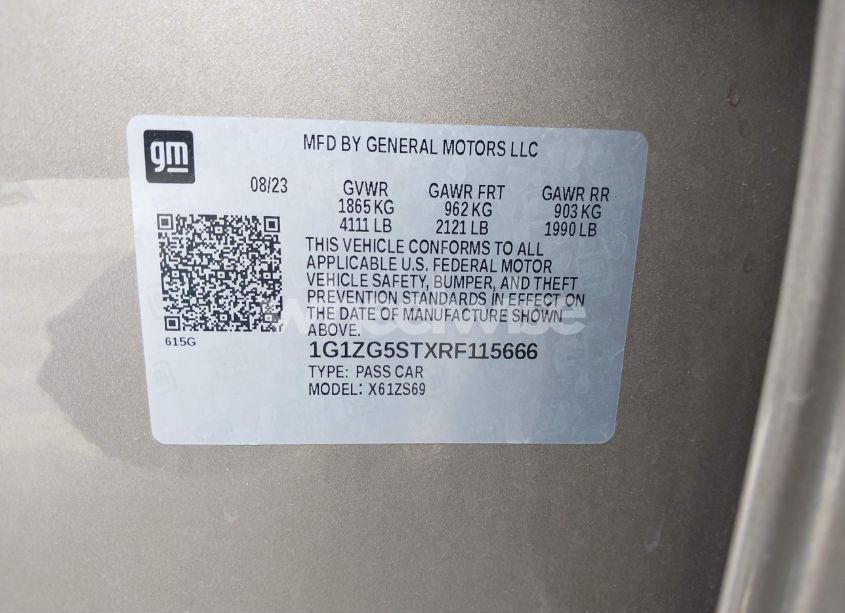 gm
MFD BY GENERAL MOTORS LLC
08/23 GVWR GAWR FRT GAWR RR
1865 KG 962 KG 903 KG
4111 LB 2121 LB 1990 LB
THIS VEHICLE CONFORMS TO ALL
APPLICABLE U.S. FEDERAL MOTOR
VEHICLE SAFETY, BUMPER, AND THEFT
PREVENTION STANDARDS IN EFFECT ON
THE DATE OF MANUFACTURE SHOWN
ABOVE.
615G
1G1ZG5STXRF115666
TYPE: PASS CAR
MODEL: X61ZS69